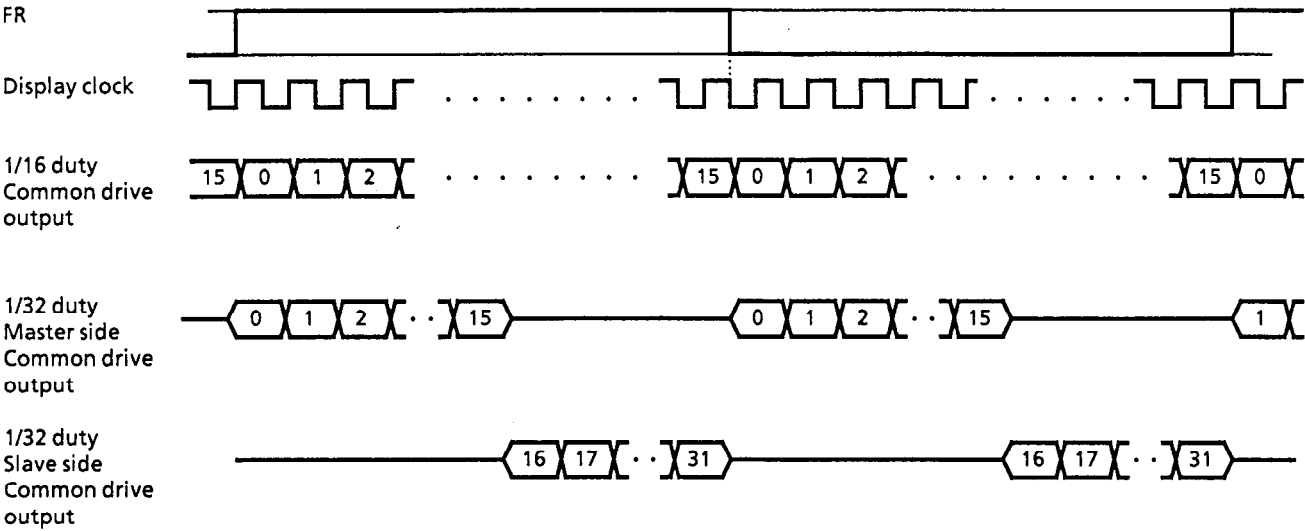 FR
Display clock
1/16 duty
Common drive
output
15 0 1 2 15 0 1 2 15 0
1/32 duty
Master side
Common drive
output
0 1 2 15 0 1 2 15 1
1/32 duty
Slave side
Common drive
output
16 17 31 16 17 31